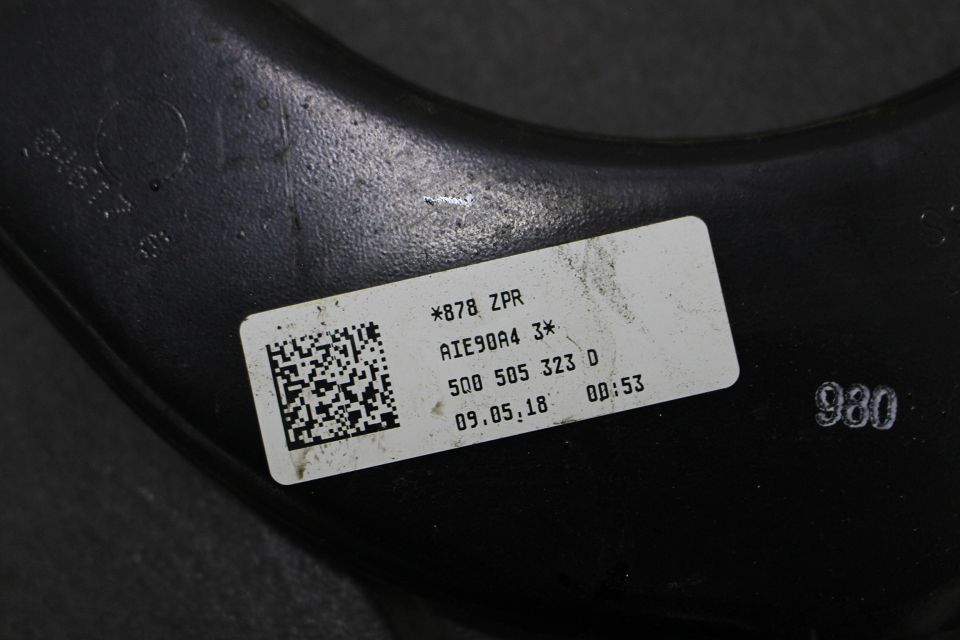 *878 ZPR
AIE90A4 3*
5Q0 505 323 D
09.05.18 00:53
980